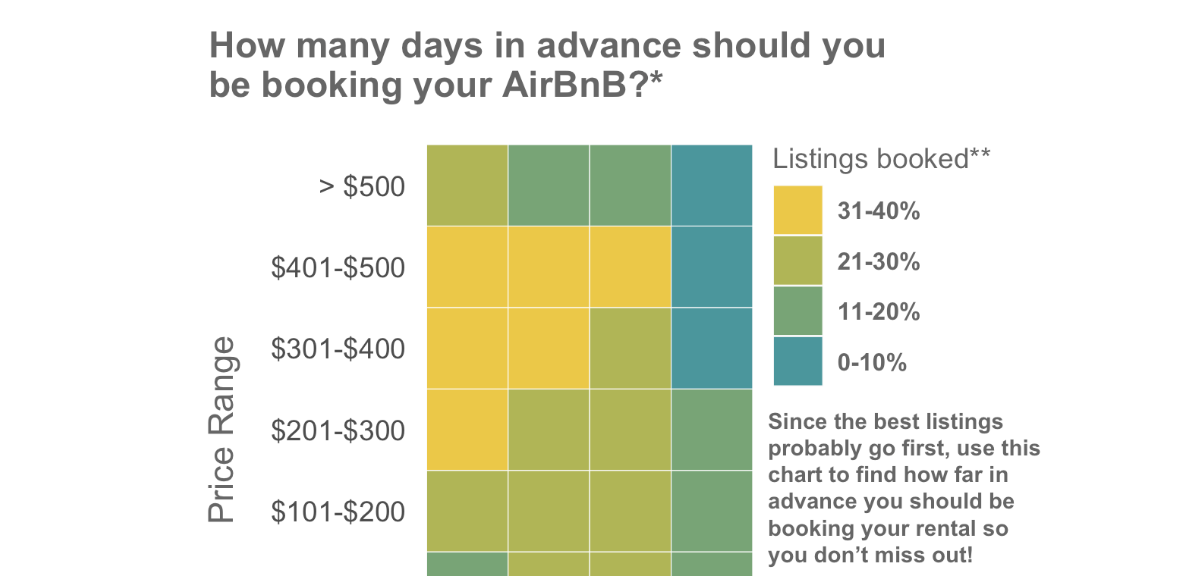 How many days in advance should you
be booking your AirBnB?*
Listings booked**
31-40%
21-30%
11-20%
0-10%
Price Range
> $500
$401-$500
$301-$400
$201-$300
$101-$200
Since the best listings
probably go first, use this
chart to find how far in
advance you should be
booking your rental so
you don’t miss out!